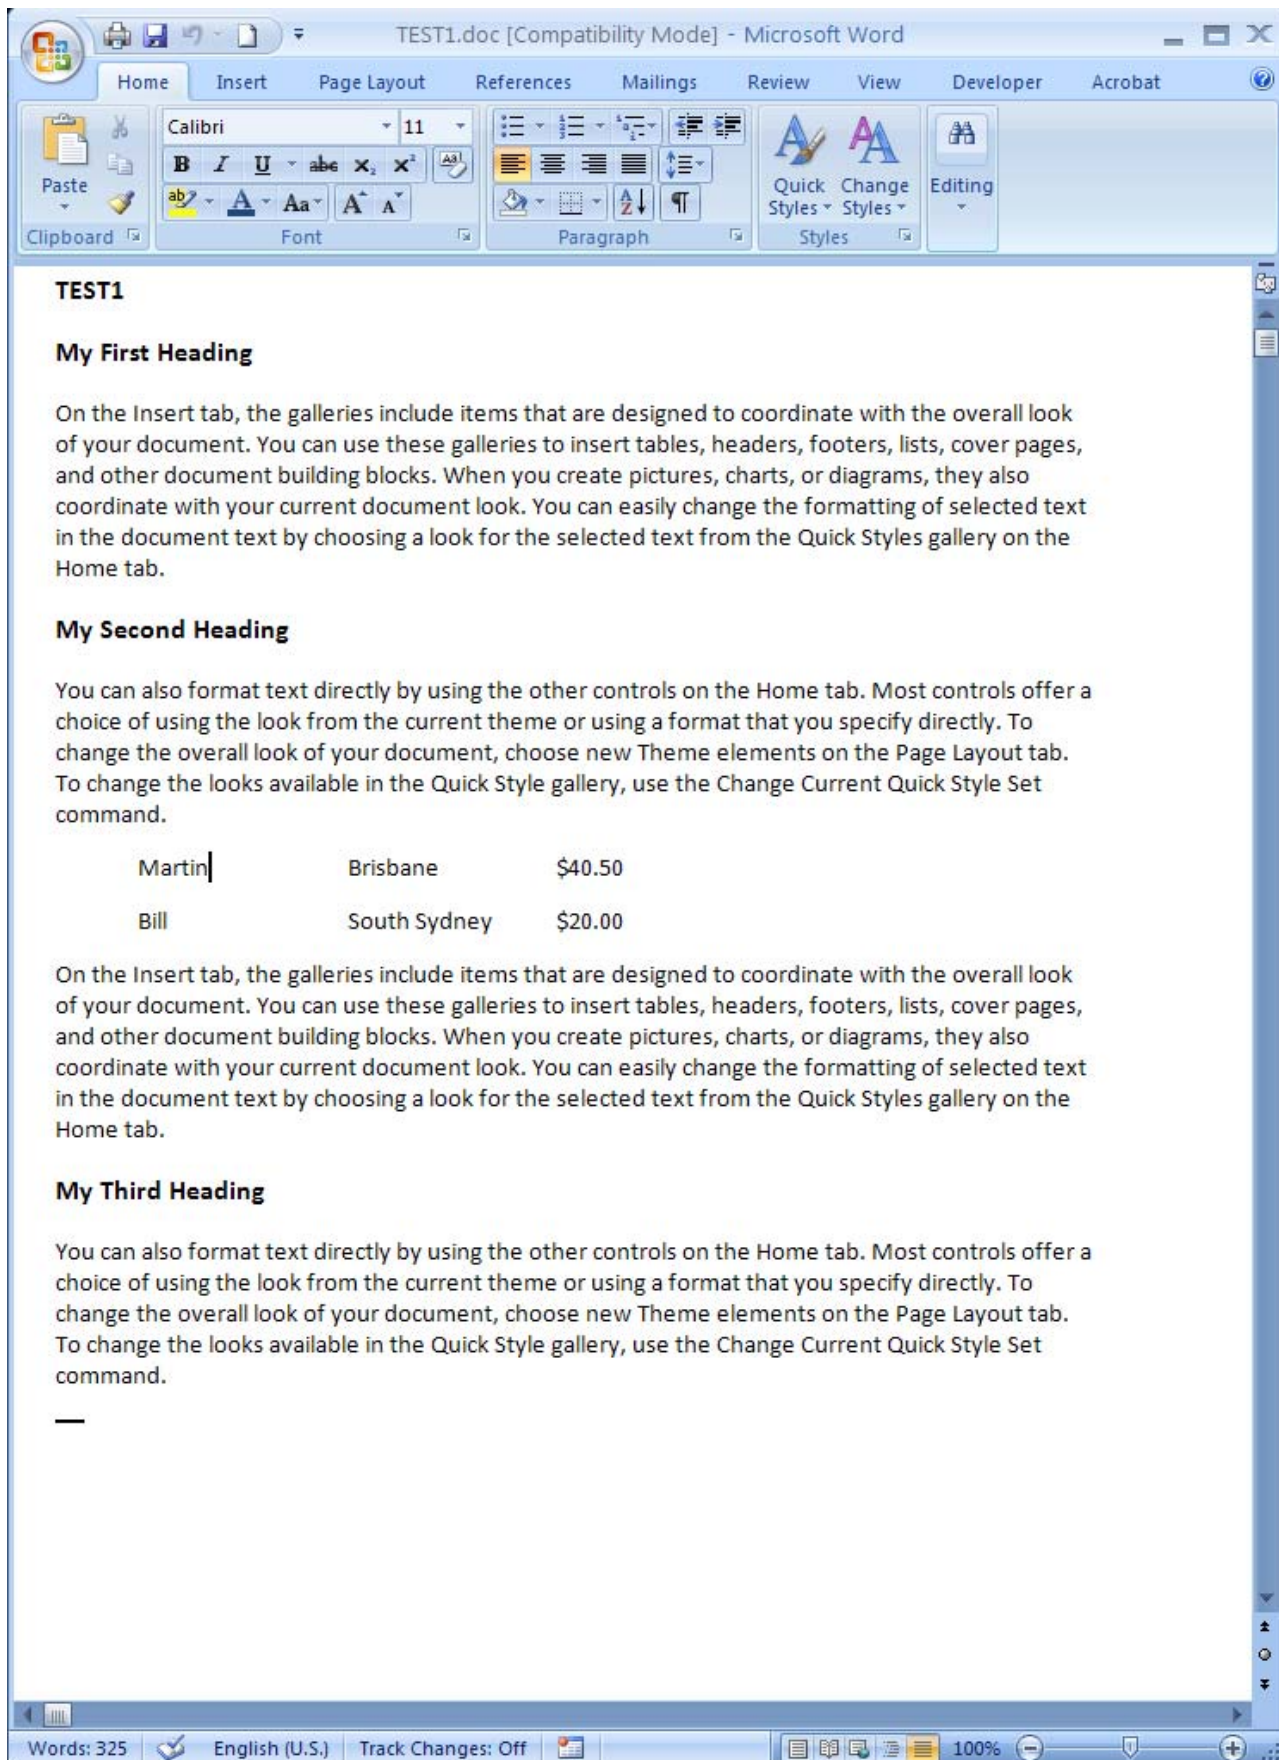 TEST1.doc [Compatibility Mode] - Microsoft Word
Home Insert Page Layout References Mailings Review View Developer Acrobat
Calibri 11
B I U abc X₂ X² Aa
Paste
ab A Aa A A
Quick Styles Change Styles Editing
Clipboard Font Paragraph Styles
TEST1
My First Heading
On the Insert tab, the galleries include items that are designed to coordinate with the overall look
of your document. You can use these galleries to insert tables, headers, footers, lists, cover pages,
and other document building blocks. When you create pictures, charts, or diagrams, they also
coordinate with your current document look. You can easily change the formatting of selected text
in the document text by choosing a look for the selected text from the Quick Styles gallery on the
Home tab.
My Second Heading
You can also format text directly by using the other controls on the Home tab. Most controls offer a
choice of using the look from the current theme or using a format that you specify directly. To
change the overall look of your document, choose new Theme elements on the Page Layout tab.
To change the looks available in the Quick Style gallery, use the Change Current Quick Style Set
command.
Martin Brisbane $40.50
Bill South Sydney $20.00
On the Insert tab, the galleries include items that are designed to coordinate with the overall look
of your document. You can use these galleries to insert tables, headers, footers, lists, cover pages,
and other document building blocks. When you create pictures, charts, or diagrams, they also
coordinate with your current document look. You can easily change the formatting of selected text
in the document text by choosing a look for the selected text from the Quick Styles gallery on the
Home tab.
My Third Heading
You can also format text directly by using the other controls on the Home tab. Most controls offer a
choice of using the look from the current theme or using a format that you specify directly. To
change the overall look of your document, choose new Theme elements on the Page Layout tab.
To change the looks available in the Quick Style gallery, use the Change Current Quick Style Set
command.
Words: 325 English (U.S.) Track Changes: Off 100%